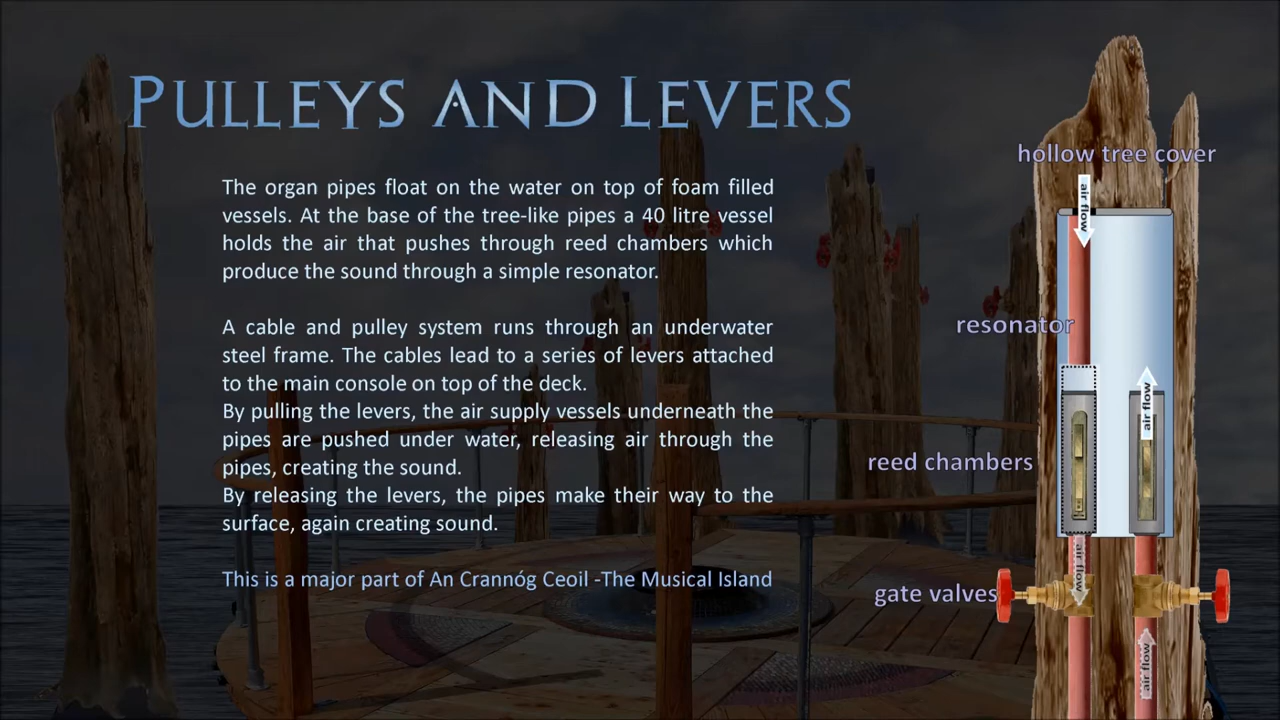 PULLEYS AND LEVERS
The organ pipes float on the water on top of foam filled
vessels. At the base of the tree-like pipes a 40 litre vessel
holds the air that pushes through reed chambers which
produce the sound through a simple resonator.
A cable and pulley system runs through an underwater
steel frame. The cables lead to a series of levers attached
to the main console on top of the deck.
By pulling the levers, the air supply vessels underneath the
pipes are pushed under water, releasing air through the
pipes, creating the sound.
By releasing the levers, the pipes make their way to the
surface, again creating sound.
This is a major part of An Crannóg Ceoil -The Musical Island
hollow tree cover
air flow
resonator
air flow
reed chambers
air flow
gate valves
air flow